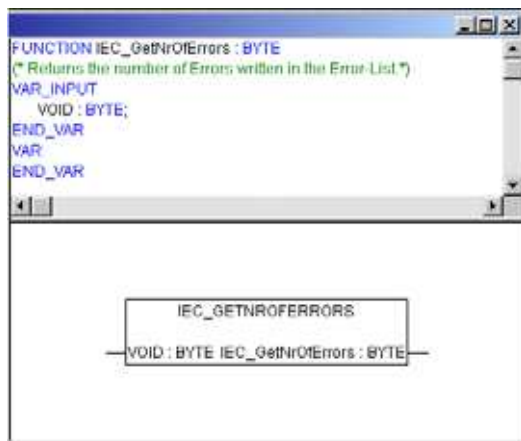 FUNCTION IEC_GetNrOfErrors : BYTE
(* Returns the number of Errors written in the Error-List *)
VAR_INPUT
VOID : BYTE;
END_VAR
VAR
END_VAR
IEC_GETNROFERRORS
VOID : BYTE IEC_GetNrOfErrors : BYTE